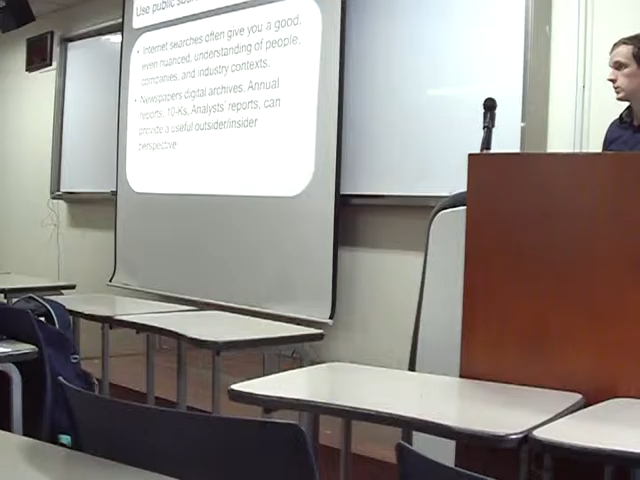 Use public sour
• Internet searches often give you a good,
even nuanced, understanding of people,
companies, and industry contexts.
• Newspapers digital archives, Annual
reports, 10-Ks, Analysts' reports, can
provide a useful outsider/insider
perspective